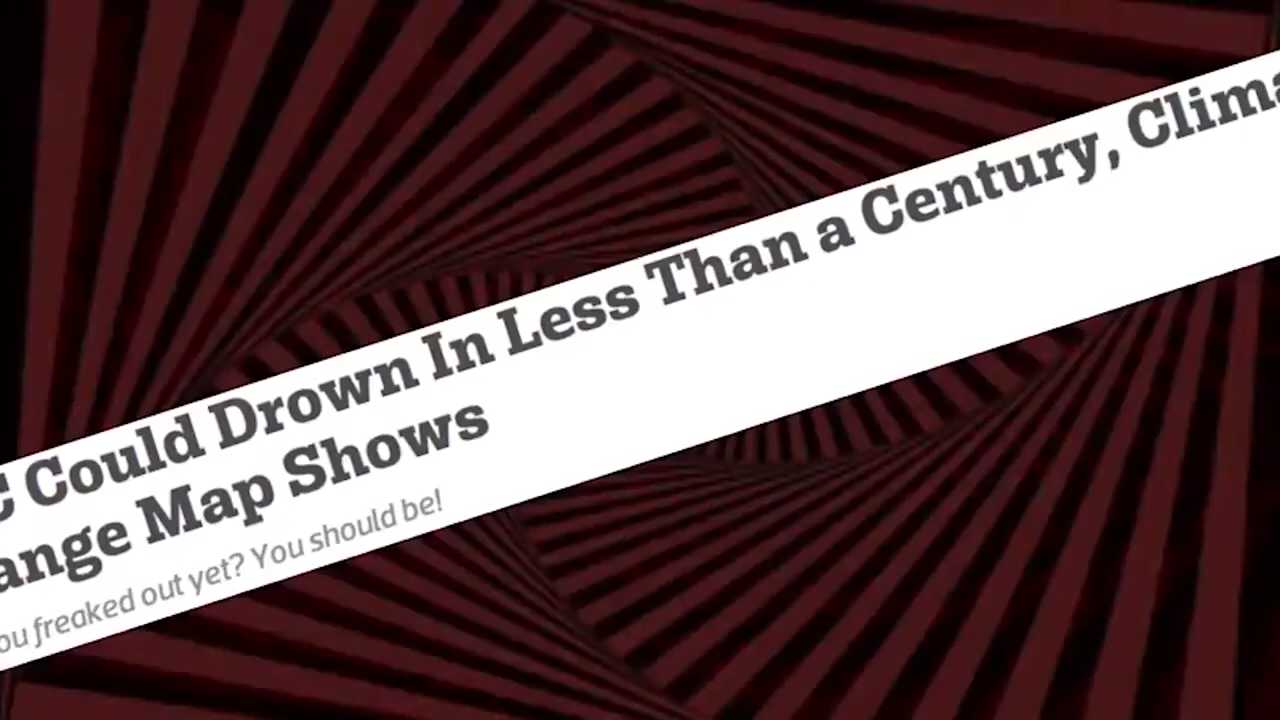 C Could Drown In Less Than a Century, Clima
ange Map Shows
ou freaked out yet? You should be!